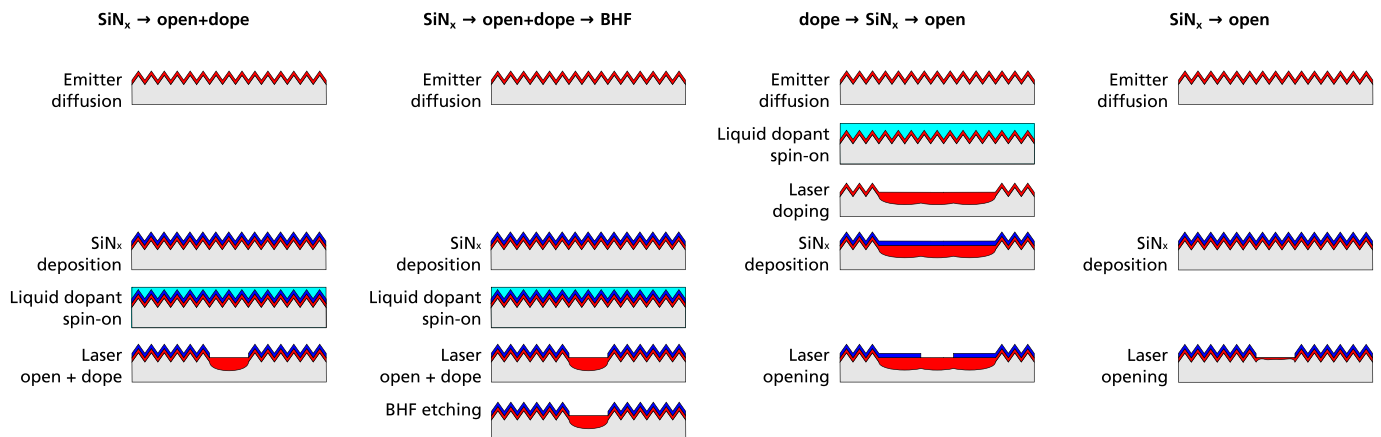 SiNₓ → open+dope
Emitter
diffusion
SiNₓ
deposition
Liquid dopant
spin-on
Laser
open + dope
SiNₓ → open+dope → BHF
Emitter
diffusion
SiNₓ
deposition
Liquid dopant
spin-on
Laser
open + dope
BHF etching
dope → SiNₓ → open
Emitter
diffusion
Liquid dopant
spin-on
Laser
doping
SiNₓ
deposition
Laser
opening
SiNₓ → open
Emitter
diffusion
SiNₓ
deposition
Laser
opening